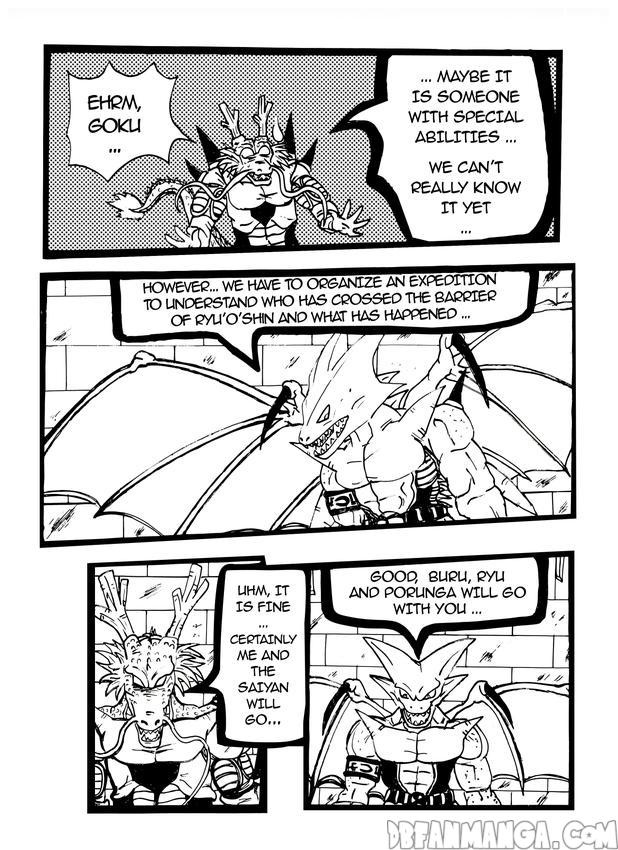 EHRM,
GOKU
...
... MAYBE IT
IS SOMEONE
WITH SPECIAL
ABILITIES ...
WE CAN'T
REALLY KNOW
IT YET
...
HOWEVER... WE HAVE TO ORGANIZE AN EXPEDITION
TO UNDERSTAND WHO HAS CROSSED THE BARRIER
OF RYU'O'SHIN AND WHAT HAS HAPPENED ...
UHM, IT
IS FINE
...
CERTAINLY
ME AND
THE
SAIYAN
WILL
GO...
GOOD, BURU, RYU
AND PORUNGA WILL GO
WITH YOU ...
DBFANMANGA.COM